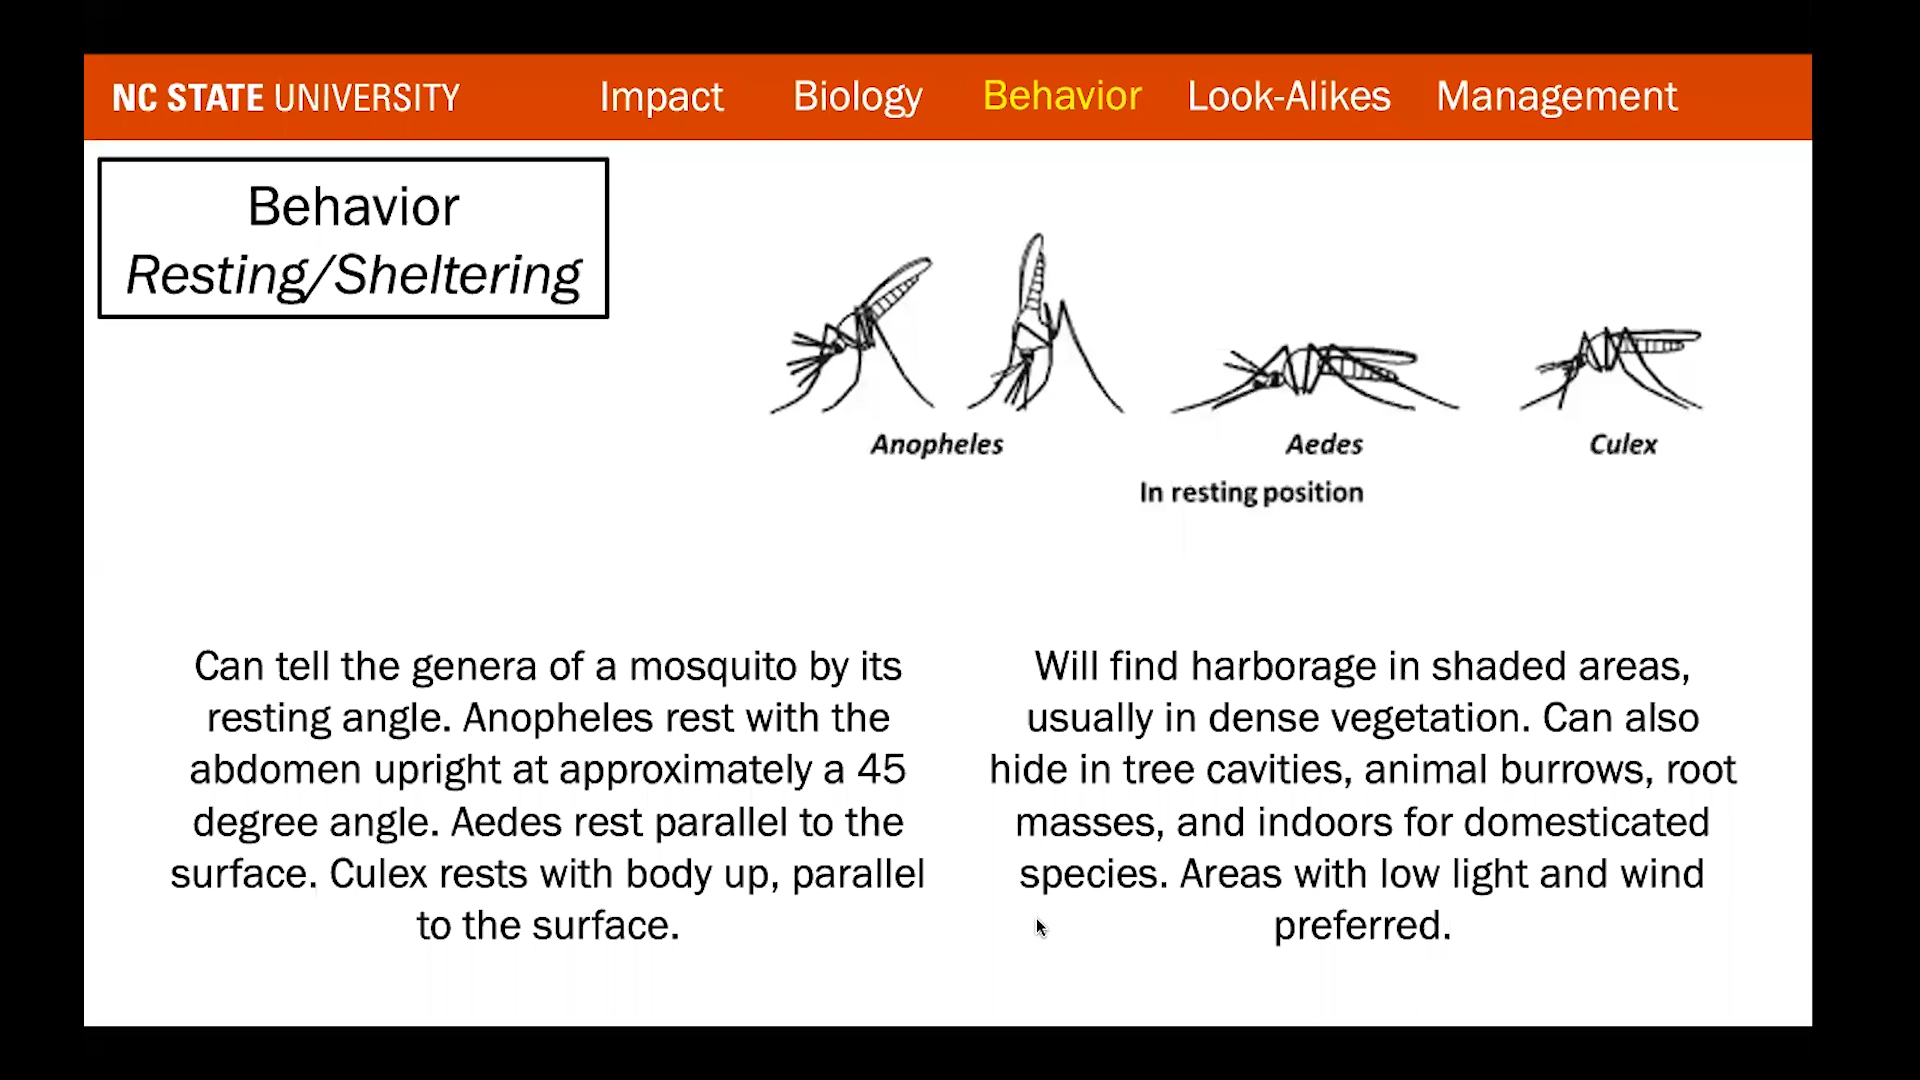 NC STATE UNIVERSITY
Impact
Biology
Behavior
Look-Alikes
Management
Behavior
Resting/Sheltering
Anopheles
Aedes
Culex
In resting position
Can tell the genera of a mosquito by its
resting angle. Anopheles rest with the
abdomen upright at approximately a 45
degree angle. Aedes rest parallel to the
surface. Culex rests with body up, parallel
to the surface.
Will find harborage in shaded areas,
usually in dense vegetation. Can also
hide in tree cavities, animal burrows, root
masses, and indoors for domesticated
species. Areas with low light and wind
preferred.